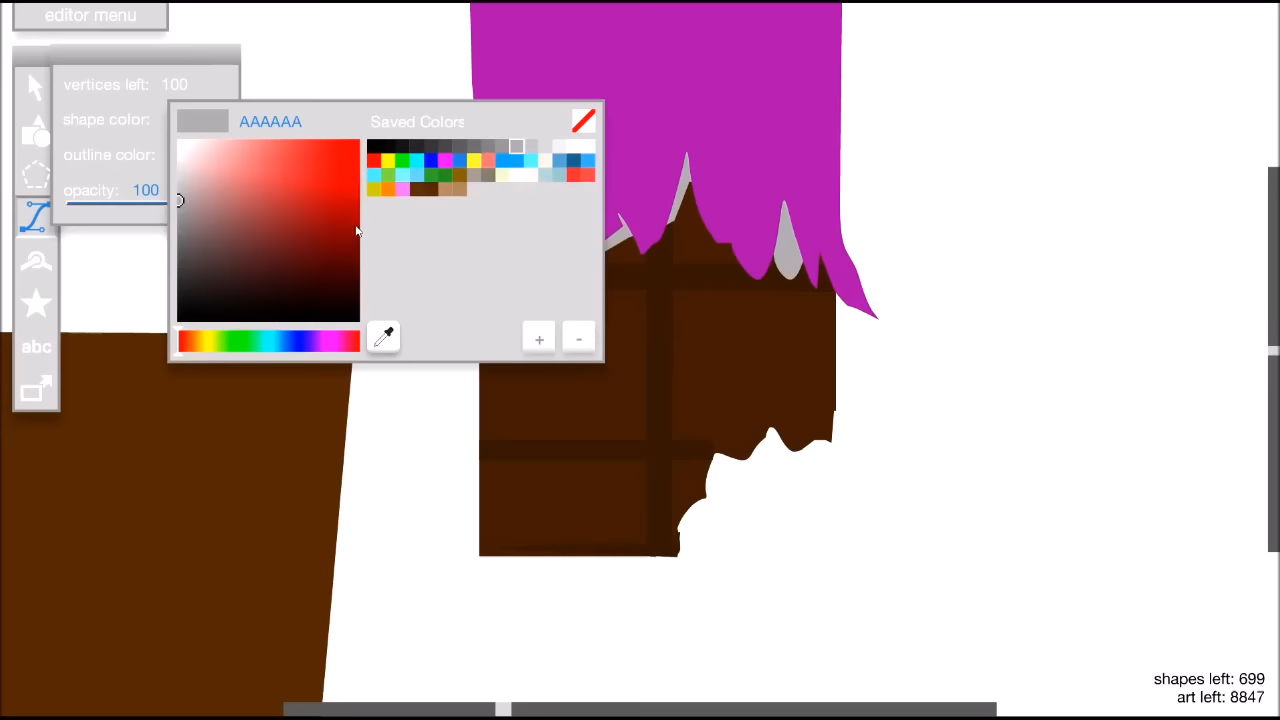 editor menu
vertices left: 100
shape color:
AAAAAA
Saved Colors
outline color:
opacity: 100
+ -
abc
shapes left: 699
art left: 8847